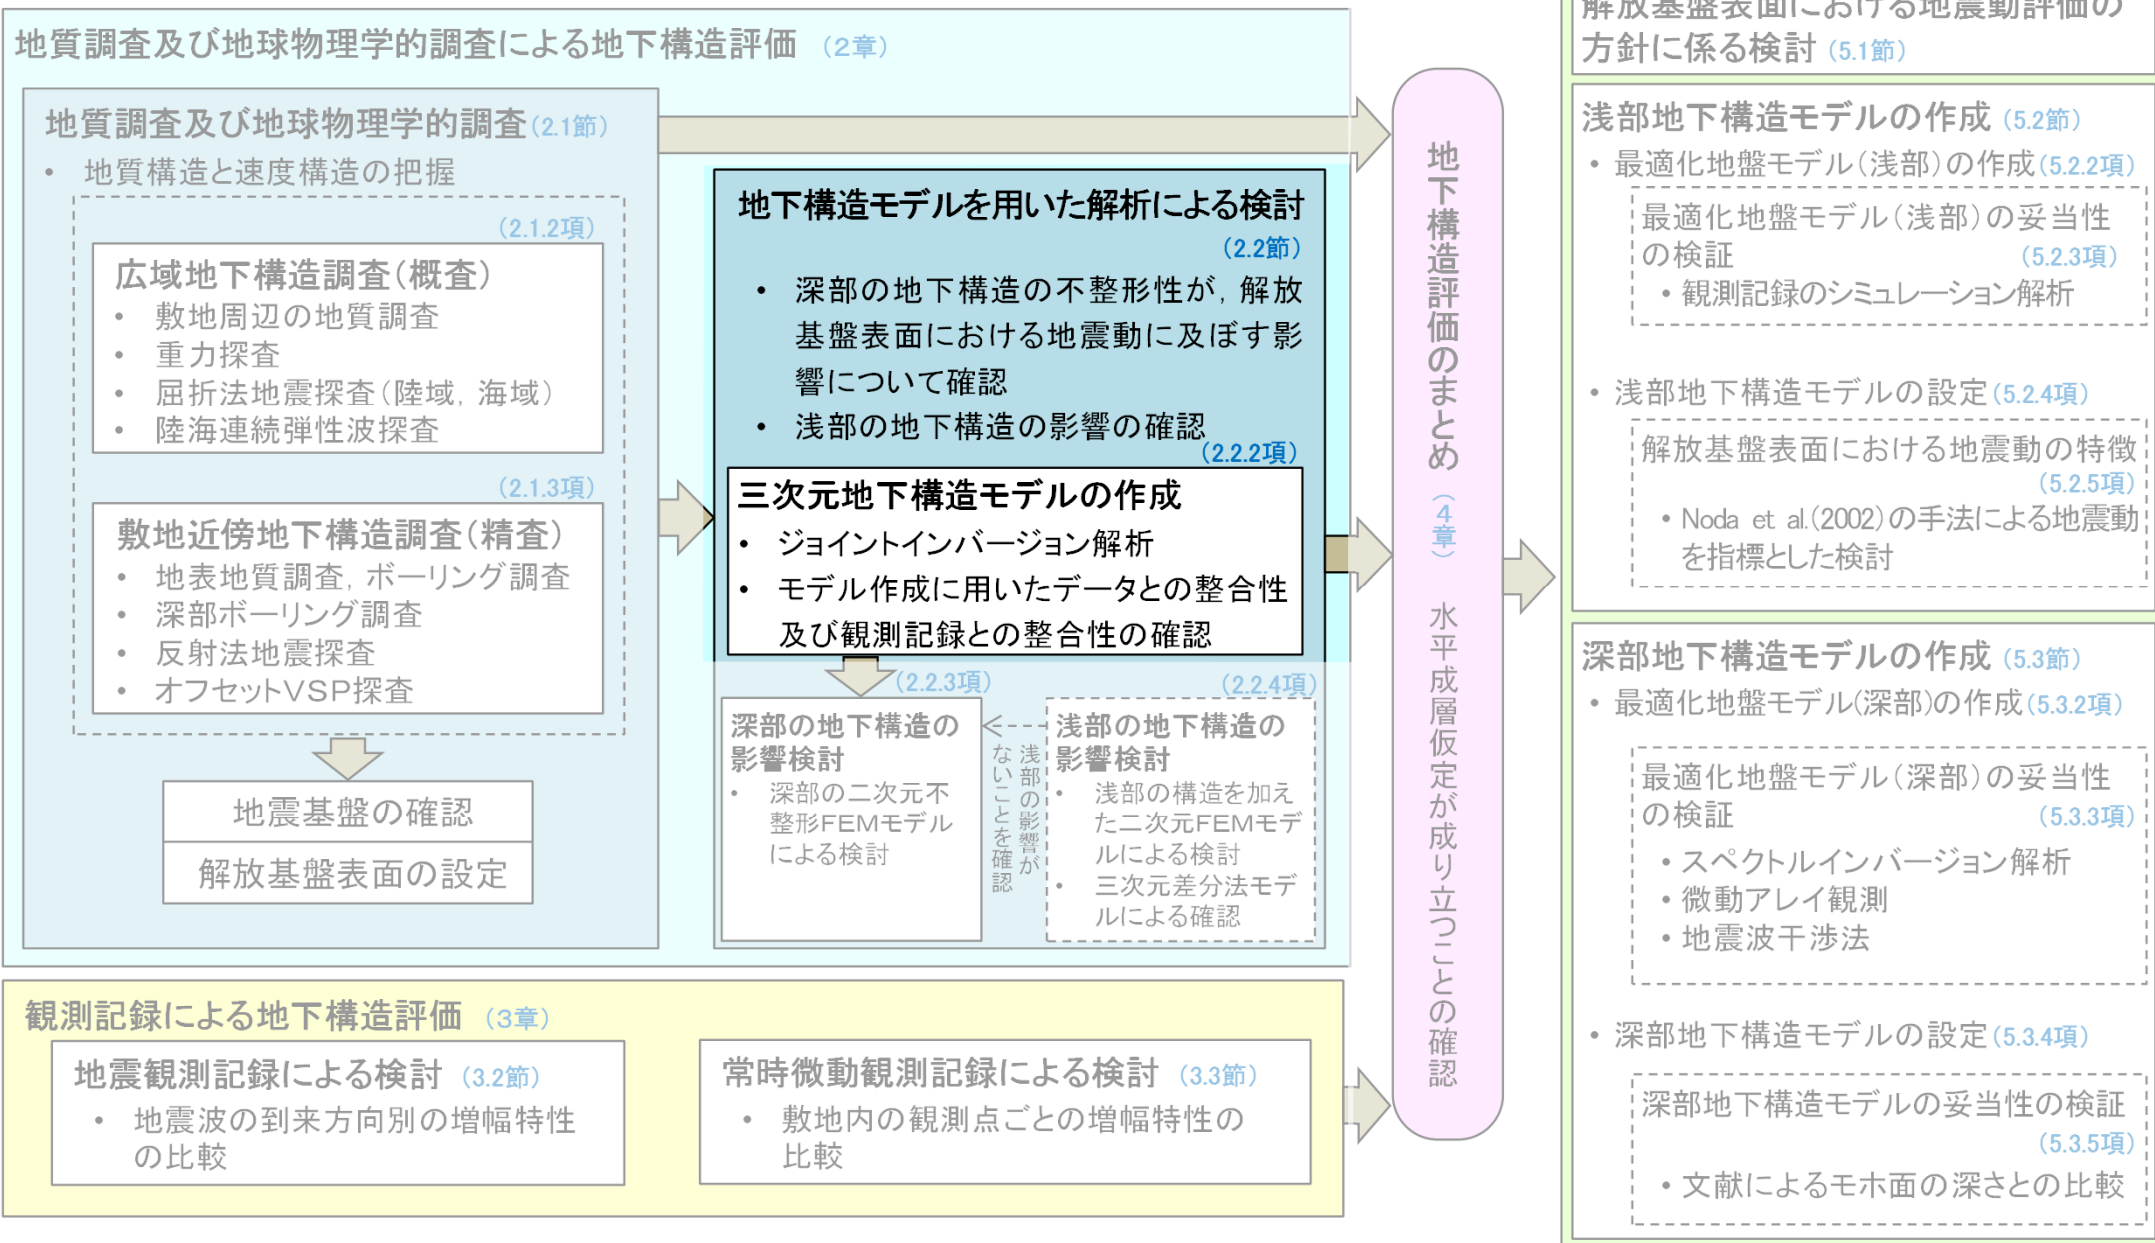 地質調査及び地球物理学的調査による地下構造評価 （2章）
地質調査及び地球物理学的調査(2.1節)
• 地質構造と速度構造の把握
(2.1.2項)
広域地下構造調査(概査)
• 敷地周辺の地質調査
• 重力探査
• 屈折法地震探査(陸域, 海域)
• 陸海連続弾性波探査
(2.1.3項)
敷地近傍地下構造調査(精査)
• 地表地質調査, ボーリング調査
• 深部ボーリング調査
• 反射法地震探査
• オフセットVSP探査
地震基盤の確認
解放基盤表面の設定
地下構造モデルを用いた解析による検討
(2.2節)
• 深部の地下構造の不整形性が, 解放
基盤表面における地震動に及ぼす影
響について確認
• 浅部の地下構造の影響の確認
(2.2.2項)
三次元地下構造モデルの作成
• ジョイントインバージョン解析
• モデル作成に用いたデータとの整合性
及び観測記録との整合性の確認
(2.2.3項)
深部の地下構造の
影響検討
• 深部の二次元不
整形FEMモデル
による検討
浅部の影響が
ないことを確認
(2.2.4項)
浅部の地下構造の
影響検討
• 浅部の構造を加え
た二次元FEMモデ
ルによる検討
• 三次元差分法モデ
ルによる確認
観測記録による地下構造評価 （3章）
地震観測記録による検討 (3.2節)
• 地震波の到来方向別の増幅特性
の比較
常時微動観測記録による検討 (3.3節)
• 敷地内の観測点ごとの増幅特性の
比較
地下構造評価のまとめ（4章） 水平成層仮定が成り立つことの確認
解放基盤表面における地震動評価の
方針に係る検討 (5.1節)
浅部地下構造モデルの作成 (5.2節)
• 最適化地盤モデル(浅部)の作成(5.2.2項)
最適化地盤モデル(浅部)の妥当性
の検証 (5.2.3項)
• 観測記録のシミュレーション解析
• 浅部地下構造モデルの設定(5.2.4項)
解放基盤表面における地震動の特徴
(5.2.5項)
• Noda et al.(2002)の手法による地震動
を指標とした検討
深部地下構造モデルの作成 (5.3節)
• 最適化地盤モデル(深部)の作成(5.3.2項)
最適化地盤モデル(深部)の妥当性
の検証 (5.3.3項)
• スペクトルインバージョン解析
• 微動アレイ観測
• 地震波干渉法
• 深部地下構造モデルの設定(5.3.4項)
深部地下構造モデルの妥当性の検証
(5.3.5項)
• 文献によるモホ面の深さとの比較